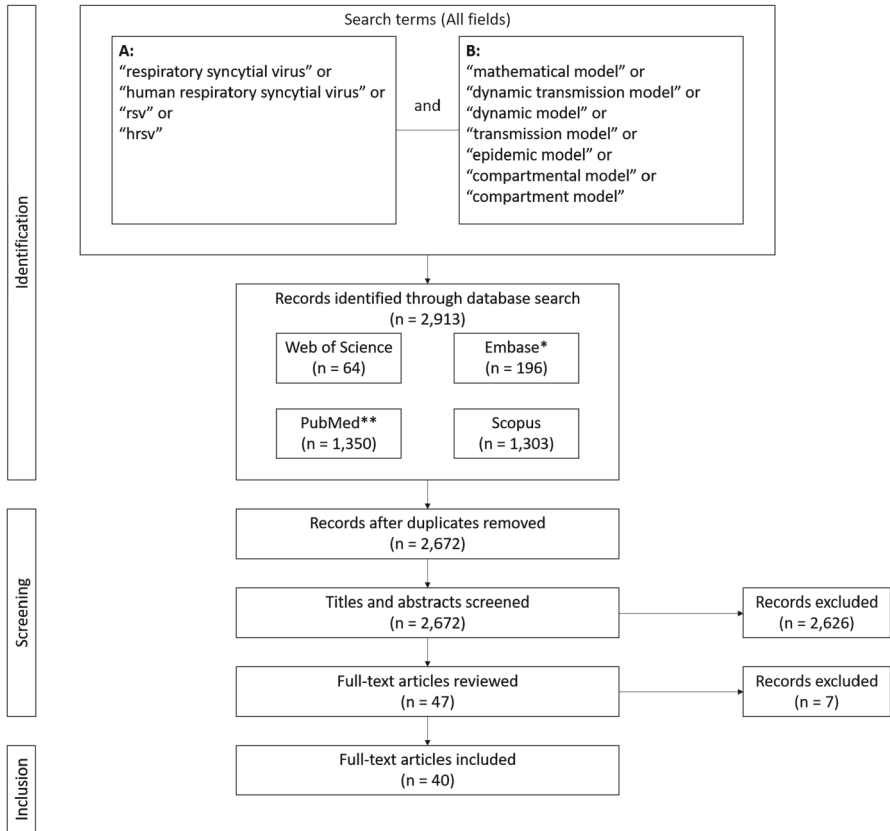 Search terms (All fields)
A:
“respiratory syncytial virus” or
“human respiratory syncytial virus” or
“rsv” or
“hrsv”
and
B:
“mathematical model” or
“dynamic transmission model” or
“dynamic model” or
“transmission model” or
“epidemic model” or
“compartmental model” or
“compartment model”
Identification
Records identified through database search
(n = 2,913)
Web of Science
(n = 64)
Embase*
(n = 196)
PubMed**
(n = 1,350)
Scopus
(n = 1,303)
Screening
Records after duplicates removed
(n = 2,672)
Titles and abstracts screened
(n = 2,672)
Records excluded
(n = 2,626)
Full-text articles reviewed
(n = 47)
Records excluded
(n = 7)
Inclusion
Full-text articles included
(n = 40)